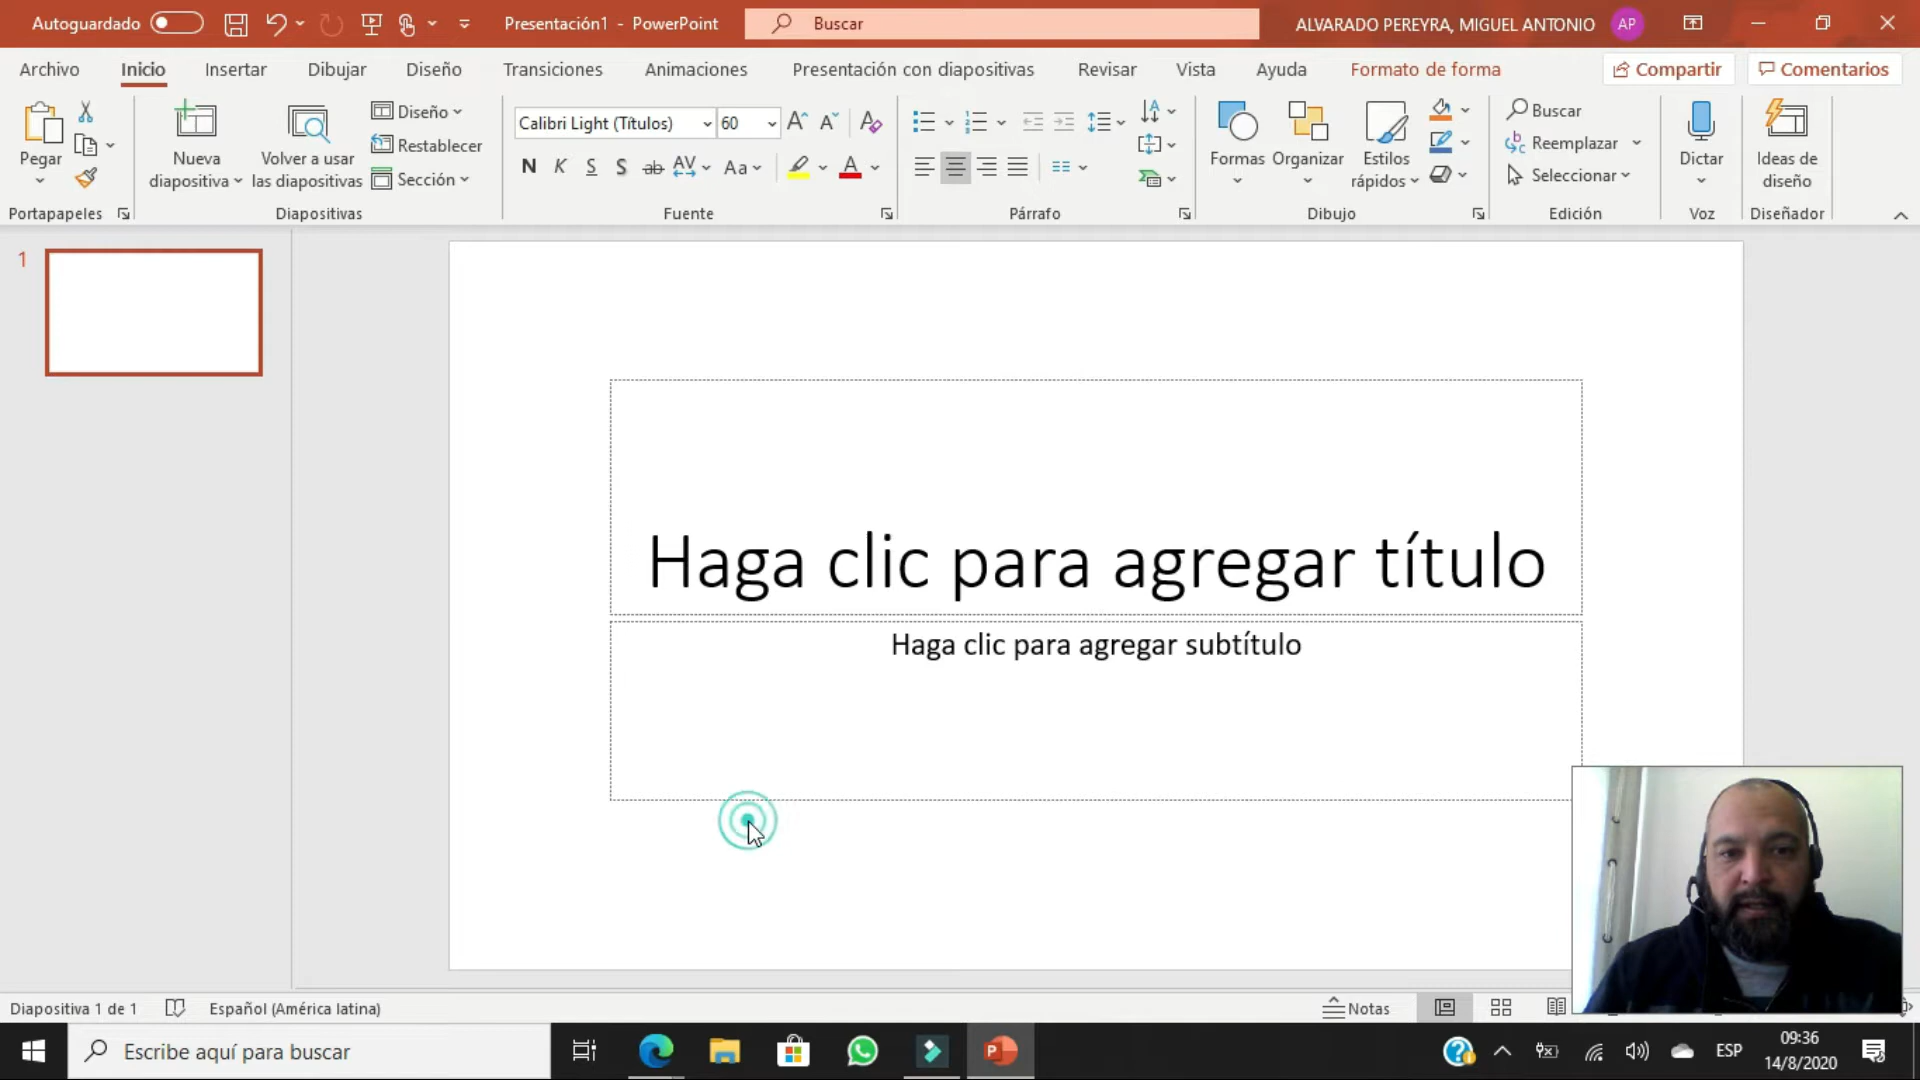 Autoguardado
Presentación1 - PowerPoint
Buscar
ALVARADO PEREYRA, MIGUEL ANTONIO
AP
Archivo
Inicio
Insertar
Dibujar
Diseño
Transiciones
Animaciones
Presentación con diapositivas
Revisar
Vista
Ayuda
Formato de forma
Compartir
Comentarios
Pegar
Portapapeles
Nueva
diapositiva
Volver a usar
las diapositivas
Diseño
Restablecer
Sección
Diapositivas
Calibri Light (Títulos)
60
N K S S ab AV Aa A
Fuente
Párrafo
Formas
Organizar
Estilos
rápidos
Dibujo
Buscar
Reemplazar
Seleccionar
Edición
Dictar
Voz
Ideas de
diseño
Diseñador
1
Haga clic para agregar título
Haga clic para agregar subtítulo
Diapositiva 1 de 1
Español (América latina)
Notas
Escribe aquí para buscar
ESP
09:36
14/8/2020